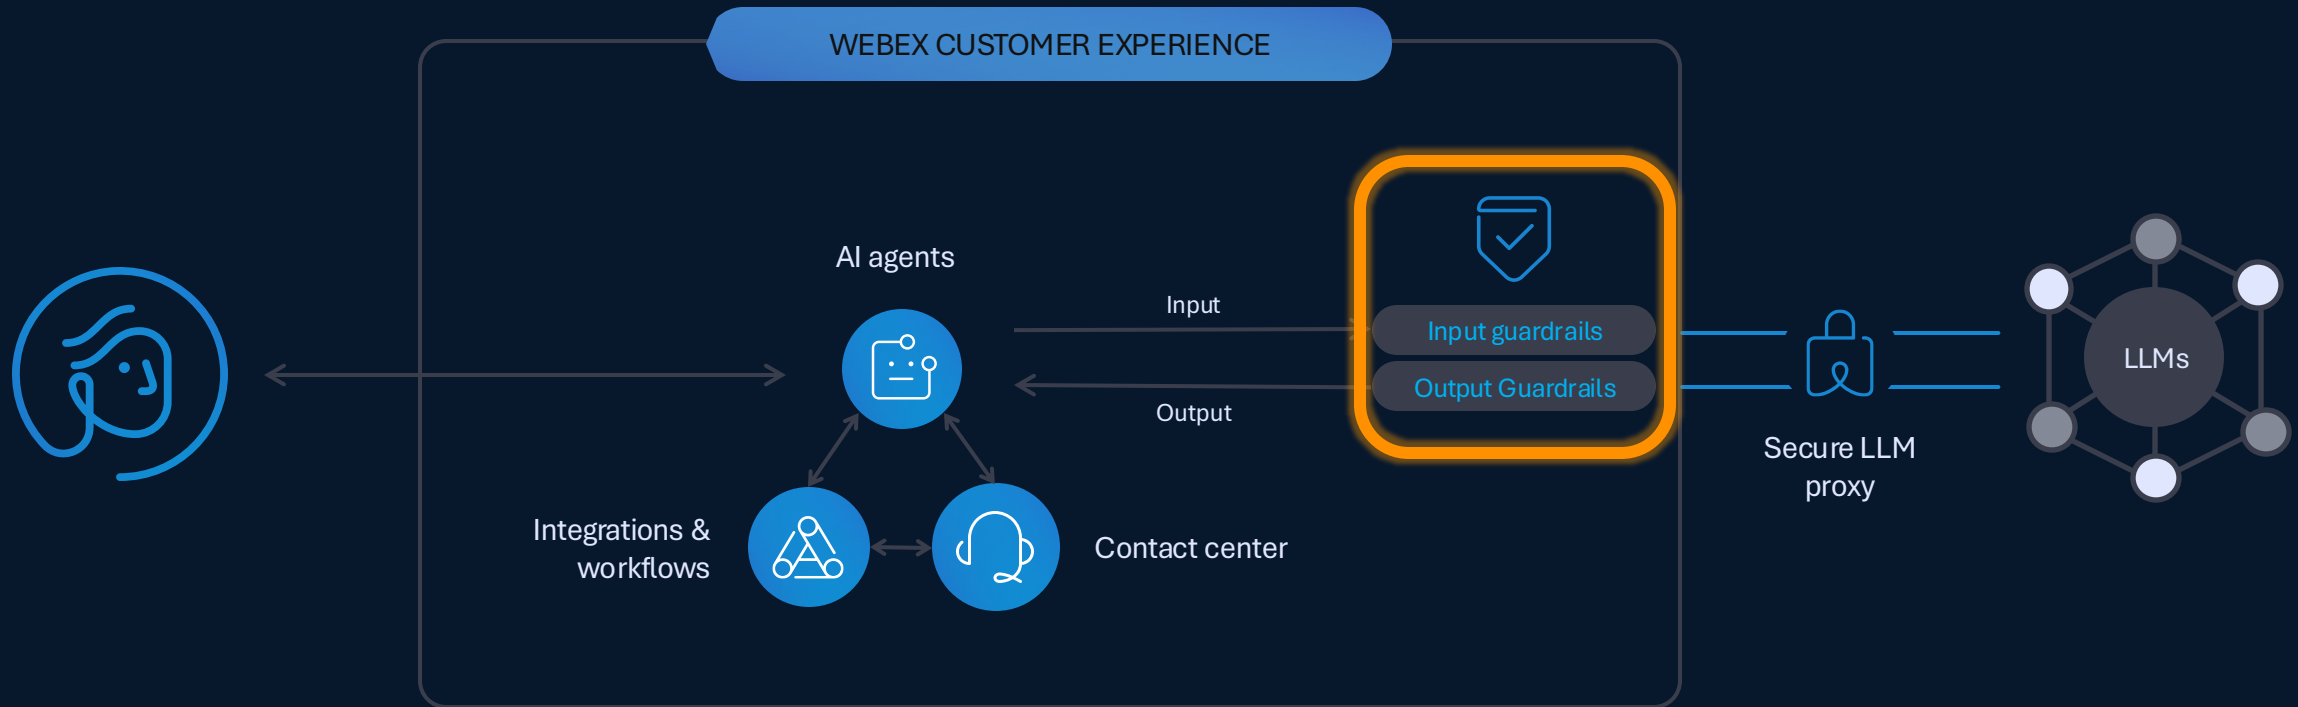 WEBEX CUSTOMER EXPERIENCE
AI agents
Input
Input guardrails
Output Guardrails
Output
LLMs
Secure LLM
proxy
Integrations &
workflows
Contact center